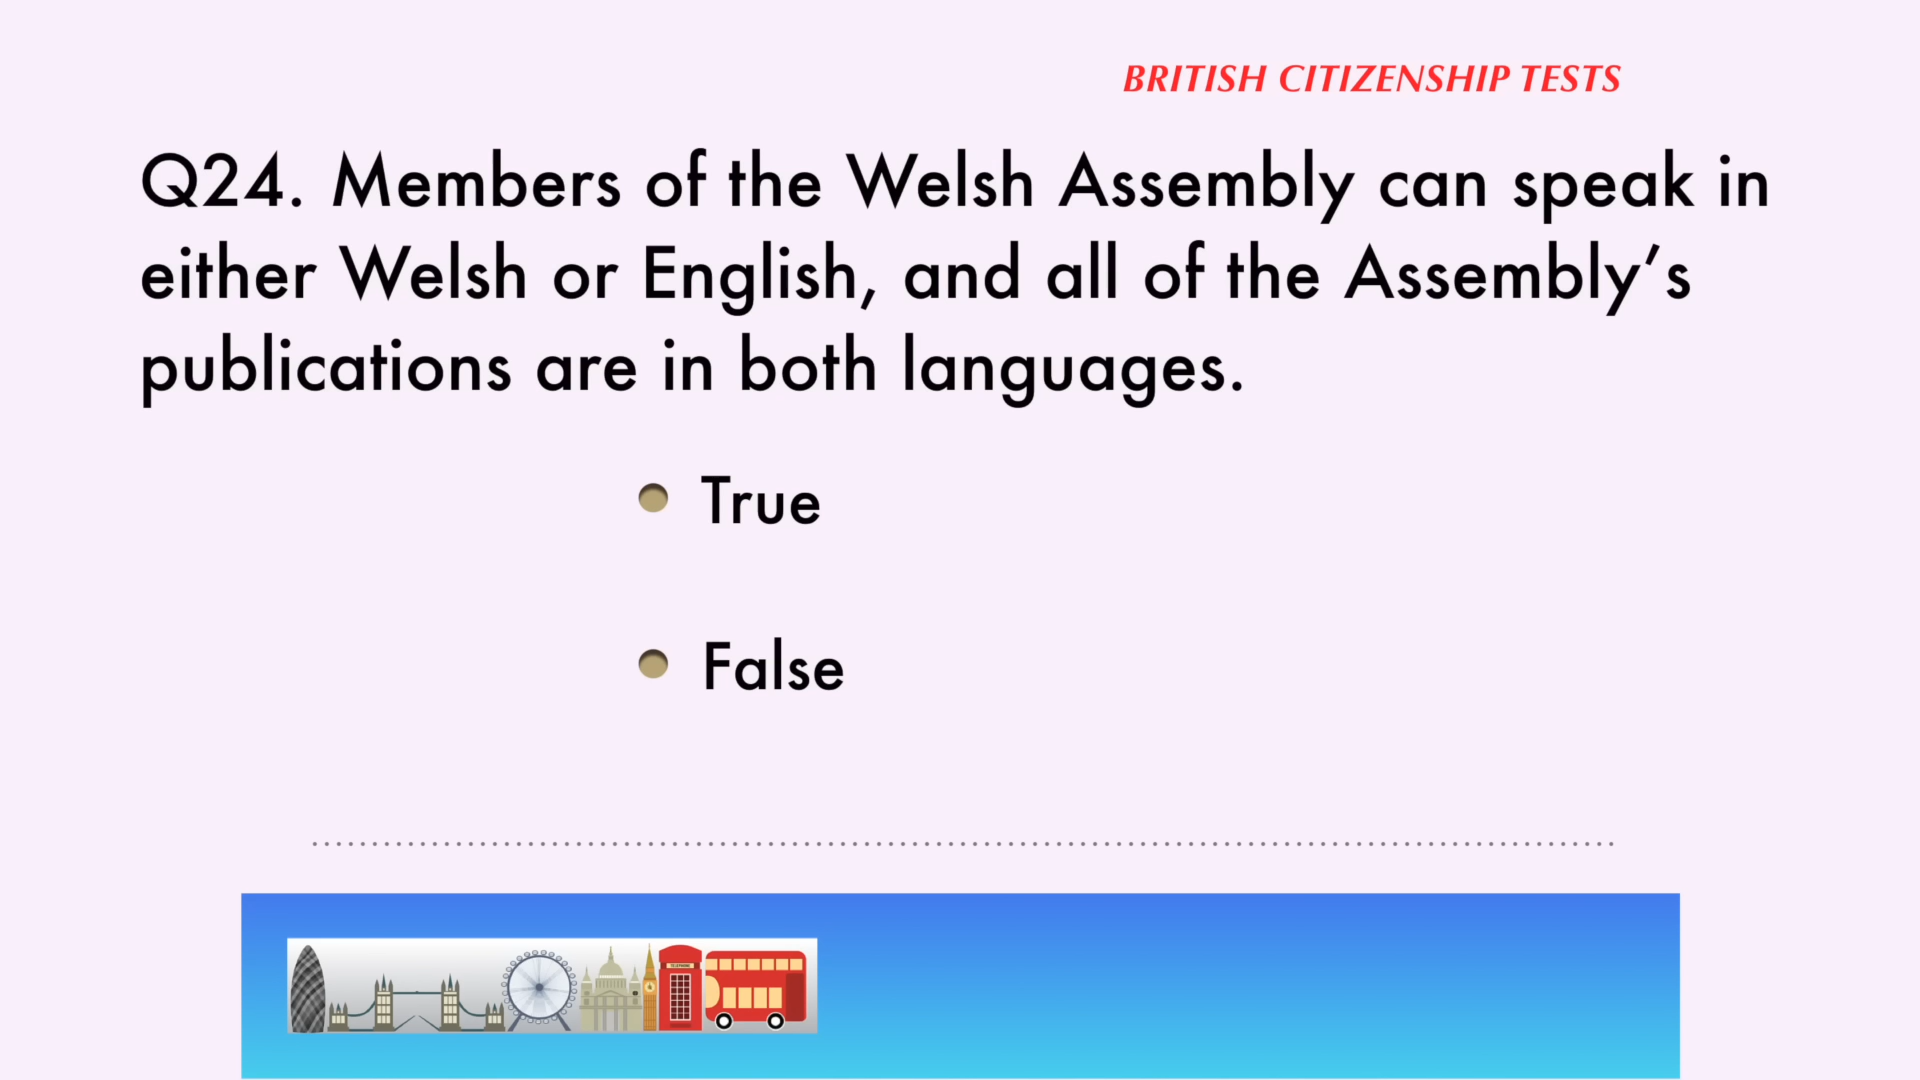 BRITISH CITIZENSHIP TESTS
Q24. Members of the Welsh Assembly can speak in
either Welsh or English, and all of the Assembly’s
publications are in both languages.
True
False
TELEPHONE